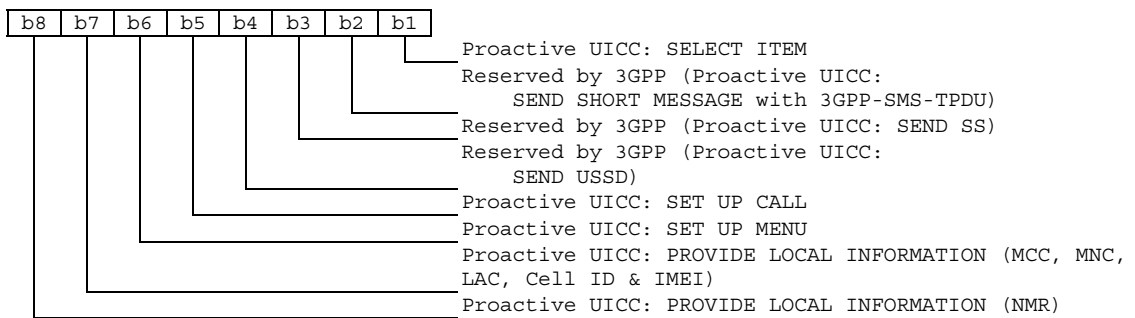 b8 b7 b6 b5 b4 b3 b2 b1
Proactive UICC: SELECT ITEM
Reserved by 3GPP (Proactive UICC:
SEND SHORT MESSAGE with 3GPP-SMS-TPDU)
Reserved by 3GPP (Proactive UICC: SEND SS)
Reserved by 3GPP (Proactive UICC:
SEND USSD)
Proactive UICC: SET UP CALL
Proactive UICC: SET UP MENU
Proactive UICC: PROVIDE LOCAL INFORMATION (MCC, MNC,
LAC, Cell ID & IMEI)
Proactive UICC: PROVIDE LOCAL INFORMATION (NMR)